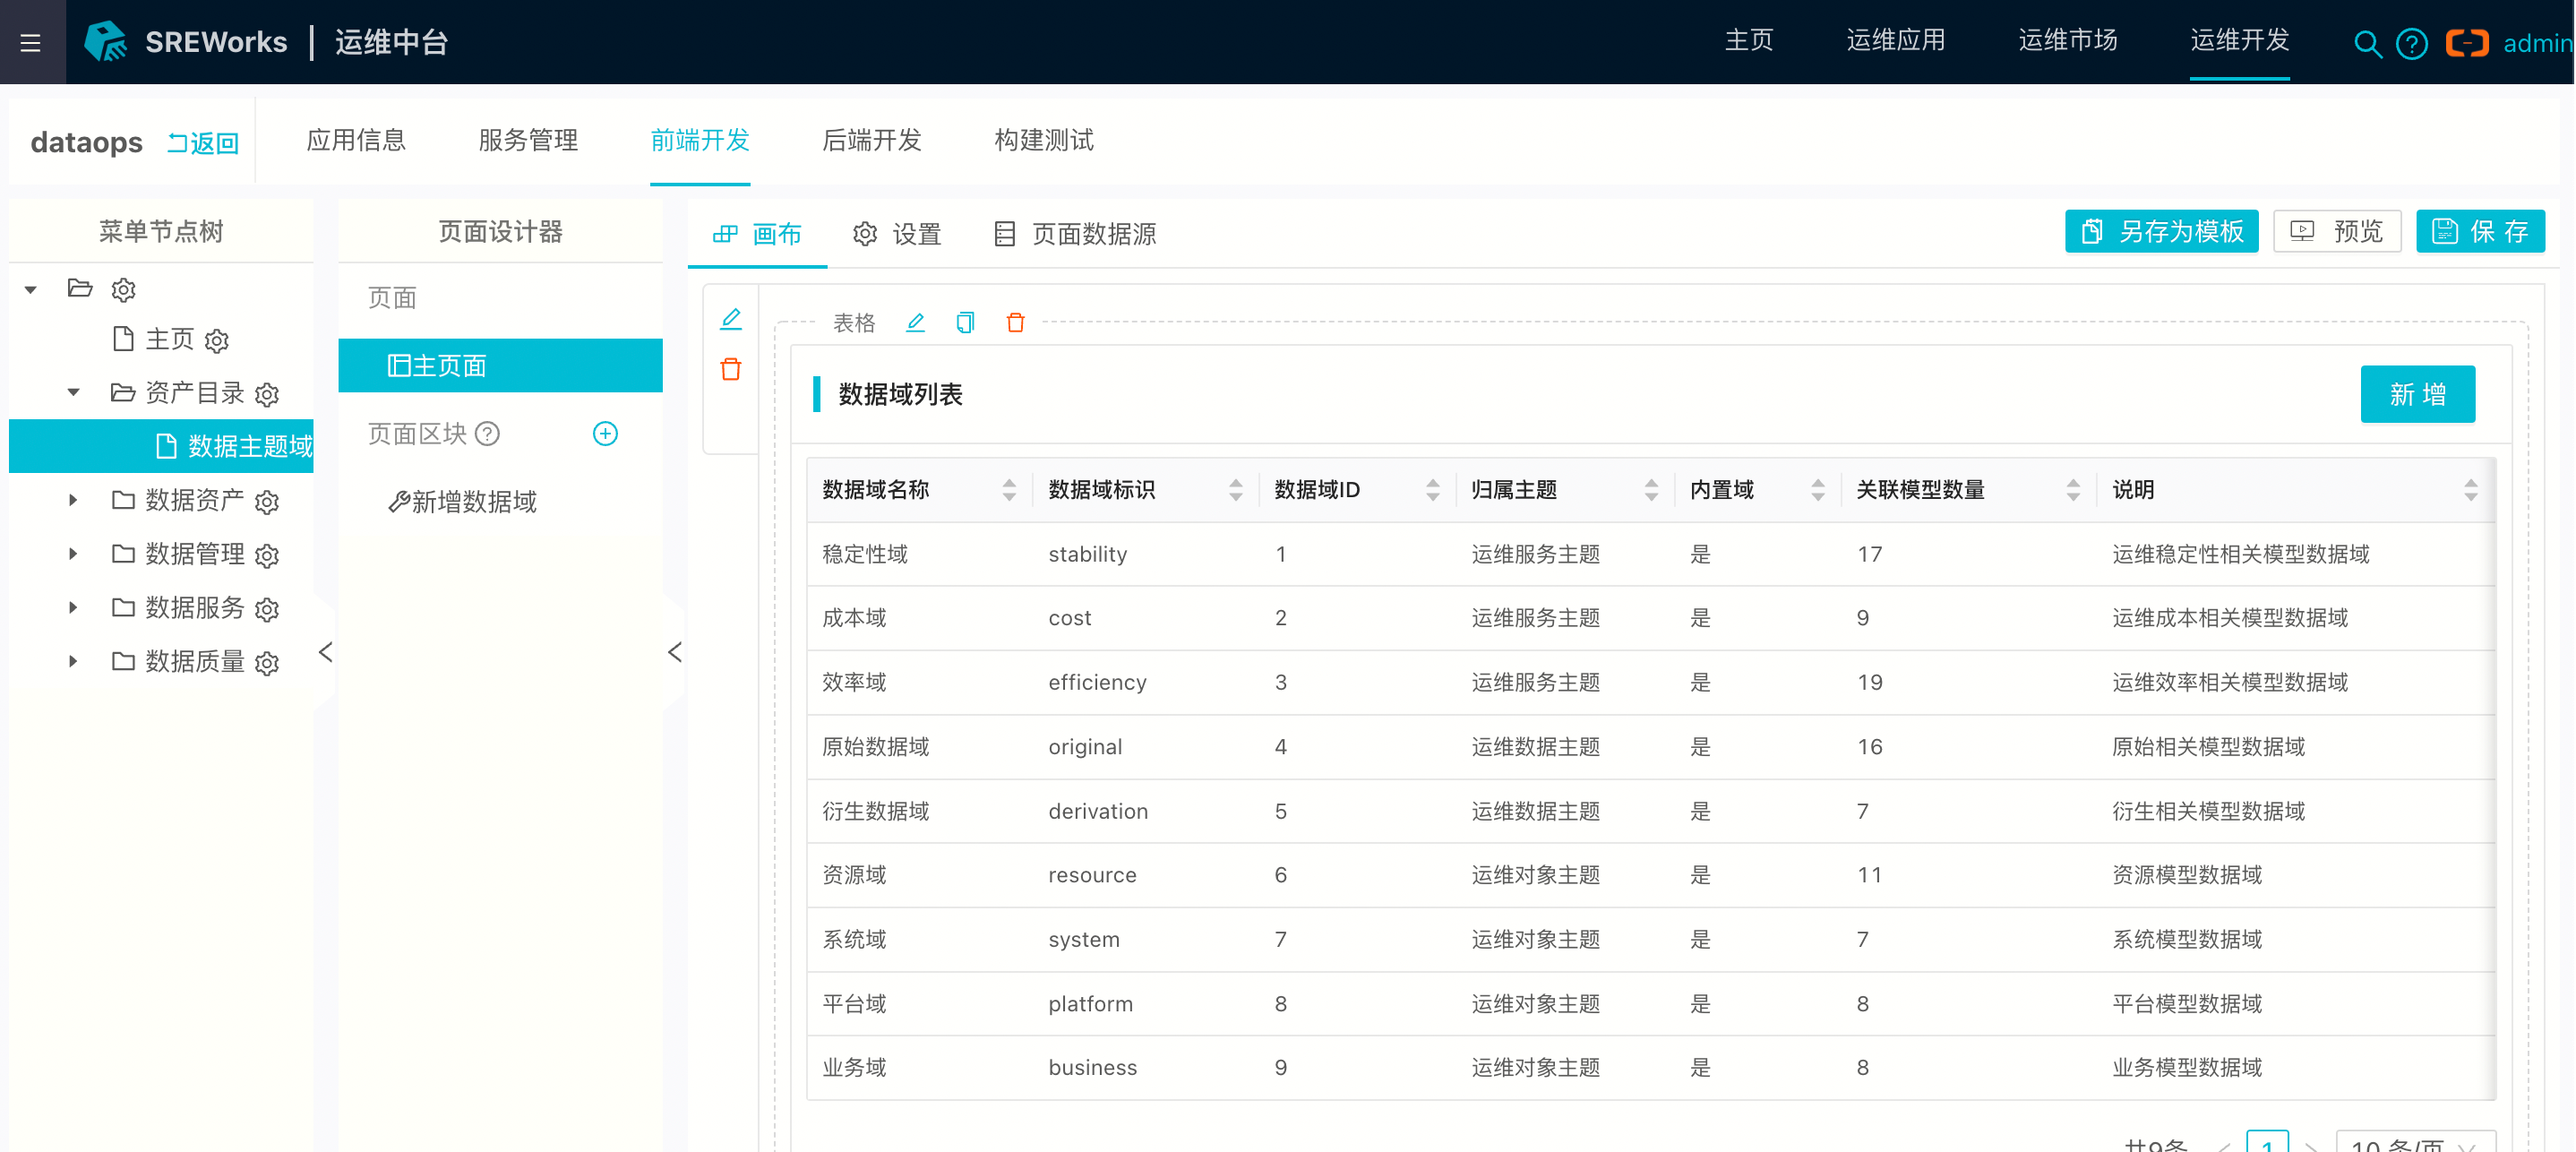 SREWorks | 运维中台 主页 运维应用 运维市场 运维开发 admin
dataops 返回 应用信息 服务管理 前端开发 后端开发 构建测试
菜单节点树
主页
资产目录
数据主题域
数据资产
数据管理
数据服务
数据质量
页面设计器
页面
主页面
页面区块
新增数据域
画布 设置 页面数据源 另存为模板 预览 保 存
表格
数据域列表 新 增
数据域名称 数据域标识 数据域ID 归属主题 内置域 关联模型数量 说明
稳定性域 stability 1 运维服务主题 是 17 运维稳定性相关模型数据域
成本域 cost 2 运维服务主题 是 9 运维成本相关模型数据域
效率域 efficiency 3 运维服务主题 是 19 运维效率相关模型数据域
原始数据域 original 4 运维数据主题 是 16 原始相关模型数据域
衍生数据域 derivation 5 运维数据主题 是 7 衍生相关模型数据域
资源域 resource 6 运维对象主题 是 11 资源模型数据域
系统域 system 7 运维对象主题 是 7 系统模型数据域
平台域 platform 8 运维对象主题 是 8 平台模型数据域
业务域 business 9 运维对象主题 是 8 业务模型数据域
共9条 1 10 条/页